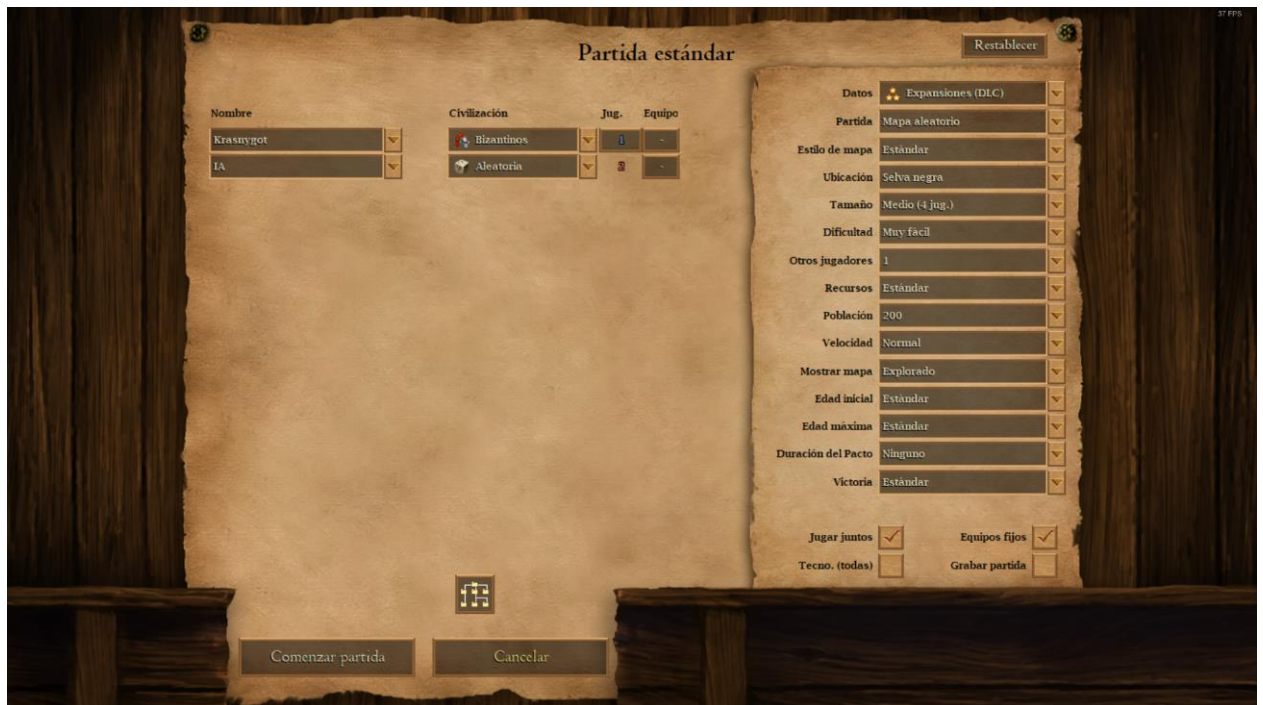 37 FPS
Partida estándar
Restablecer
Nombre Civilización Jug. Equipo
Krasnygot Bizantinos 1 -
IA Aleatoria 2 -
Datos Expansiones (DLC)
Partida Mapa aleatorio
Estilo de mapa Estándar
Ubicación Selva negra
Tamaño Medio (4 jug.)
Dificultad Muy fácil
Otros jugadores 1
Recursos Estándar
Población 200
Velocidad Normal
Mostrar mapa Explorado
Edad inicial Estándar
Edad máxima Estándar
Duración del Pacto Ninguno
Victoria Estándar
Jugar juntos Equipos fijos
Tecno. (todas) Grabar partida
Comenzar partida Cancelar